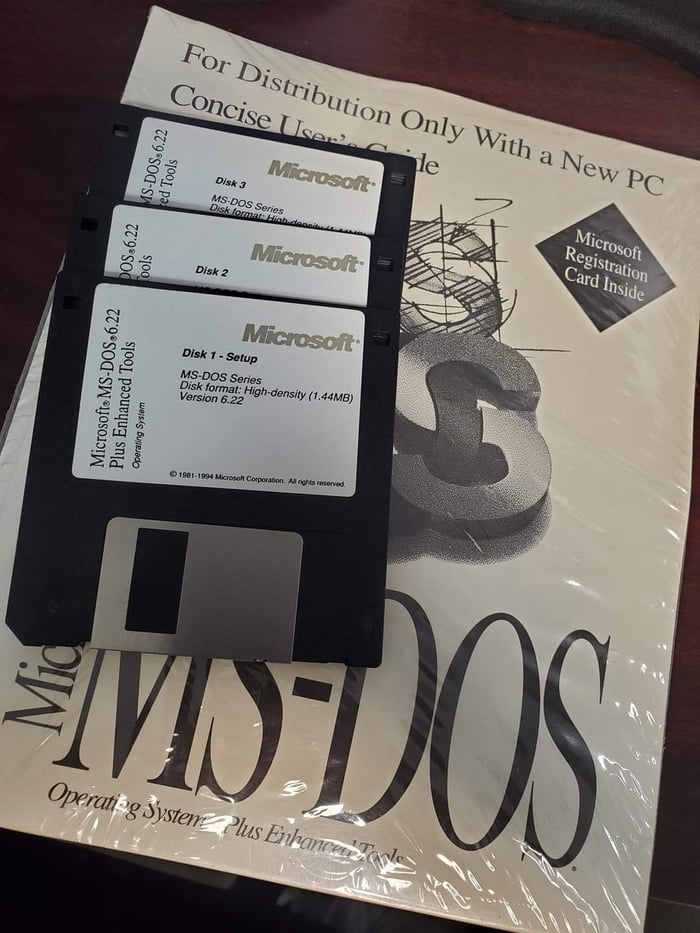 For Distribution Only With a New PC
Concise User's Guide
Microsoft
Registration
Card Inside
MS-DOS® 6.22
ed Tools
Microsoft®
Disk 3
MS-DOS Series
Disk format: High-density
DOS® 6.22
ools
Microsoft®
Disk 2
Microsoft® MS-DOS® 6.22
Plus Enhanced Tools
Operating System
Microsoft®
Disk 1 - Setup
MS-DOS Series
Disk format: High-density (1.44MB)
Version 6.22
© 1981-1994 Microsoft Corporation. All rights reserved.
Mic
MS-DOS®
Operating System Plus Enhanced Tools